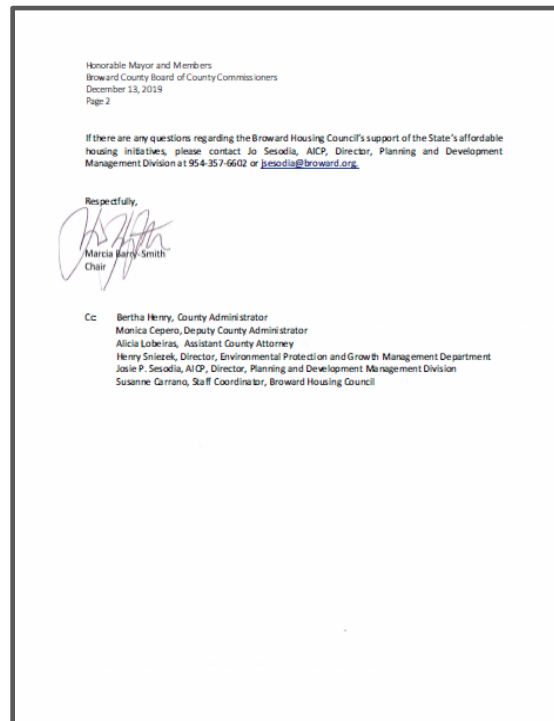 Honorable Mayor and Members
Broward County Board of County Commissioners
December 13, 2019
Page 2
If there are any questions regarding the Broward Housing Council's support of the State's affordable
housing initiatives, please contact Jo Sesodia, AICP, Director, Planning and Development
Management Division at 954-357-6602 or jsesodia@broward.org.
Respectfully,
Marcia Barry-Smith
Chair
Cc: Bertha Henry, County Administrator
Monica Cepero, Deputy County Administrator
Alicia Lobeiras, Assistant County Attorney
Henry Sniezek, Director, Environmental Protection and Growth Management Department
Josie P. Sesodia, AICP, Director, Planning and Development Management Division
Susanne Carrano, Staff Coordinator, Broward Housing Council